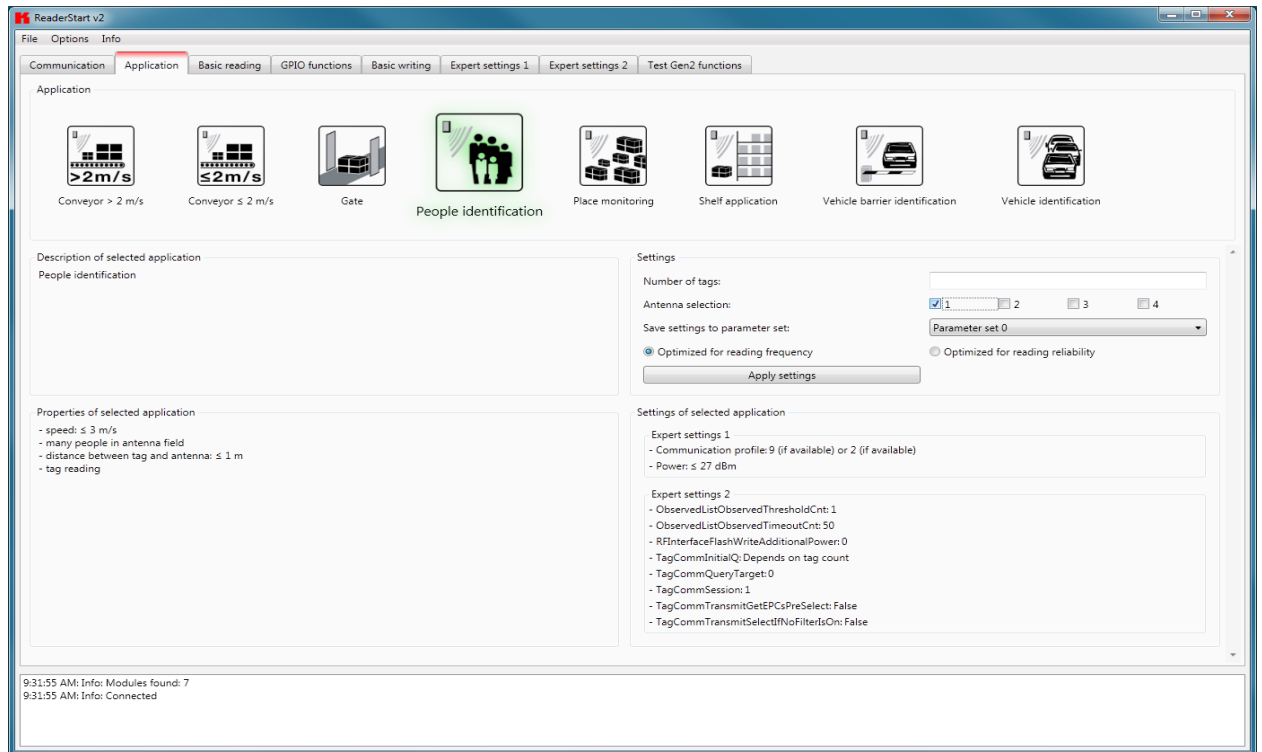 ReaderStart v2
File Options Info
Communication Application Basic reading GPIO functions Basic writing Expert settings 1 Expert settings 2 Test Gen2 functions
Application
>2m/s ≤2m/s
Conveyor > 2 m/s Conveyor ≤ 2 m/s Gate People identification Place monitoring Shelf application Vehicle barrier identification Vehicle identification
Description of selected application
People identification
Settings
Number of tags:
Antenna selection: 1 2 3 4
Save settings to parameter set: Parameter set 0
Optimized for reading frequency Optimized for reading reliability
Apply settings
Properties of selected application
- speed: ≤ 3 m/s
- many people in antenna field
- distance between tag and antenna: ≤ 1 m
- tag reading
Settings of selected application
Expert settings 1
- Communication profile: 9 (if available) or 2 (if available)
- Power: ≤ 27 dBm
Expert settings 2
- ObservedListObservedThresholdCnt: 1
- ObservedListObservedTimeoutCnt: 50
- RFInterfaceFlashWriteAdditionalPower: 0
- TagCommInitialQ: Depends on tag count
- TagCommQueryTarget: 0
- TagCommSession: 1
- TagCommTransmitGetEPCsPreSelect: False
- TagCommTransmitSelectIfNoFilterIsOn: False
9:31:55 AM: Info: Modules found: 7
9:31:55 AM: Info: Connected